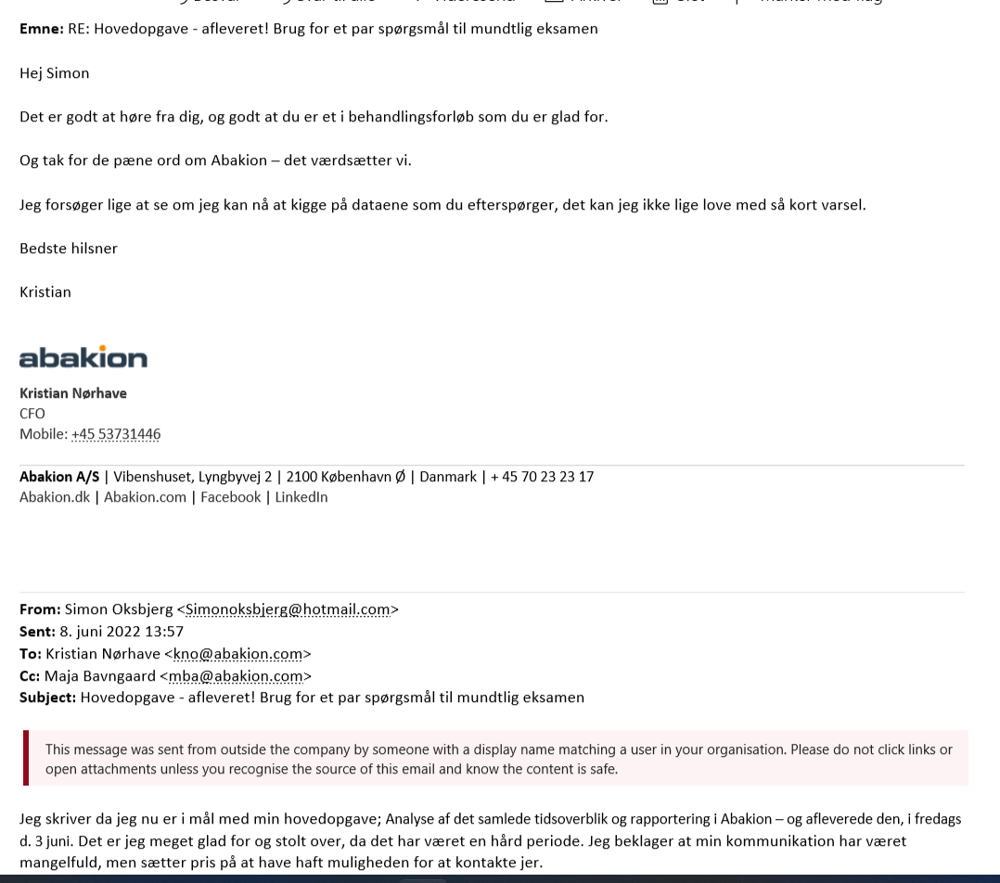 Emne: RE: Hovedopgave - afleveret! Brug for et par spørgsmål til mundtlig eksamen
Hej Simon
Det er godt at høre fra dig, og godt at du er et i behandlingsforløb som du er glad for.
Og tak for de pæne ord om Abakion – det værdsætter vi.
Jeg forsøger lige at se om jeg kan nå at kigge på dataene som du efterspørger, det kan jeg ikke lige love med så kort varsel.
Bedste hilsner
Kristian
abakion
Kristian Nørhave
CFO
Mobile: +45 53731446
Abakion A/S | Vibenshuset, Lyngbyvej 2 | 2100 København Ø | Danmark | + 45 70 23 23 17
Abakion.dk | Abakion.com | Facebook | LinkedIn
From: Simon Oksbjerg <Simonoksbjerg@hotmail.com>
Sent: 8. juni 2022 13:57
To: Kristian Nørhave <kno@abakion.com>
Cc: Maja Bavngaard <mba@abakion.com>
Subject: Hovedopgave - afleveret! Brug for et par spørgsmål til mundtlig eksamen
This message was sent from outside the company by someone with a display name matching a user in your organisation. Please do not click links or
open attachments unless you recognise the source of this email and know the content is safe.
Jeg skriver da jeg nu er i mål med min hovedopgave; Analyse af det samlede tidsoverblik og rapportering i Abakion – og afleverede den, i fredags
d. 3 juni. Det er jeg meget glad for og stolt over, da det har været en hård periode. Jeg beklager at min kommunikation har været
mangelfuld, men sætter pris på at have haft muligheden for at kontakte jer.